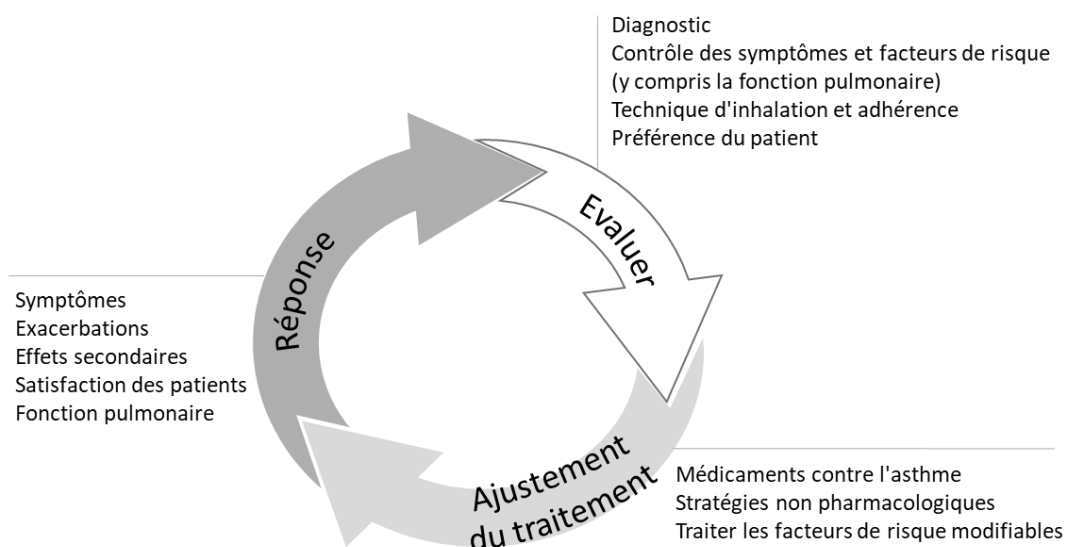 Diagnostic
Contrôle des symptômes et facteurs de risque
(y compris la fonction pulmonaire)
Technique d'inhalation et adhérence
Préférence du patient
Evaluer
Réponse
Symptômes
Exacerbations
Effets secondaires
Satisfaction des patients
Fonction pulmonaire
Ajustement
du traitement
Médicaments contre l'asthme
Stratégies non pharmacologiques
Traiter les facteurs de risque modifiables